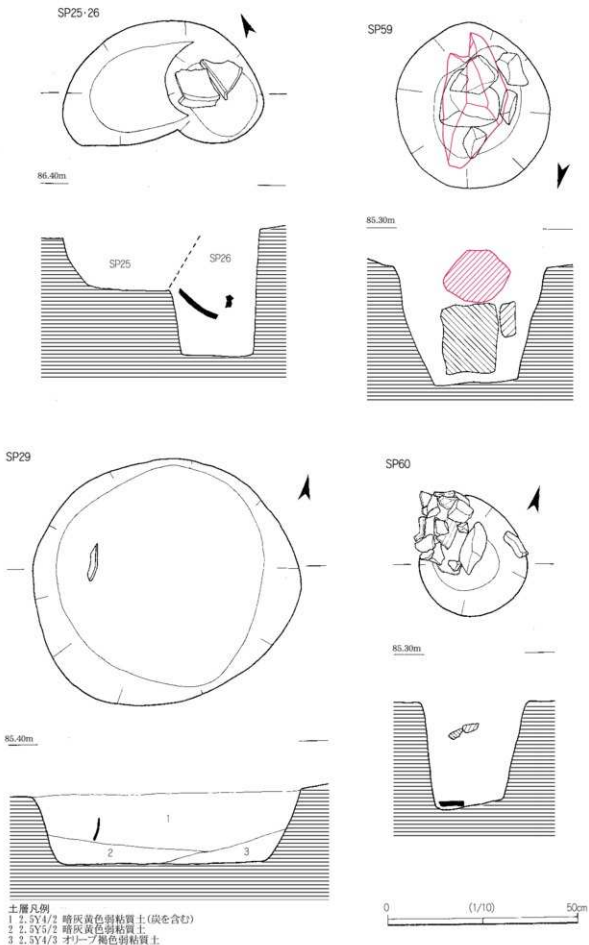 SP25・26
86.40m
SP25
SP26
SP59
85.30m
SP29
85.40m
1
2
3
SP60
85.30m
土層凡例
1 2.5Y4/2 暗灰黄色弱粘質土(炭を含む)
2 2.5Y5/2 暗灰黄色弱粘質土
3 2.5Y4/3 オリーブ褐色弱粘質土
0 (1/10) 50cm